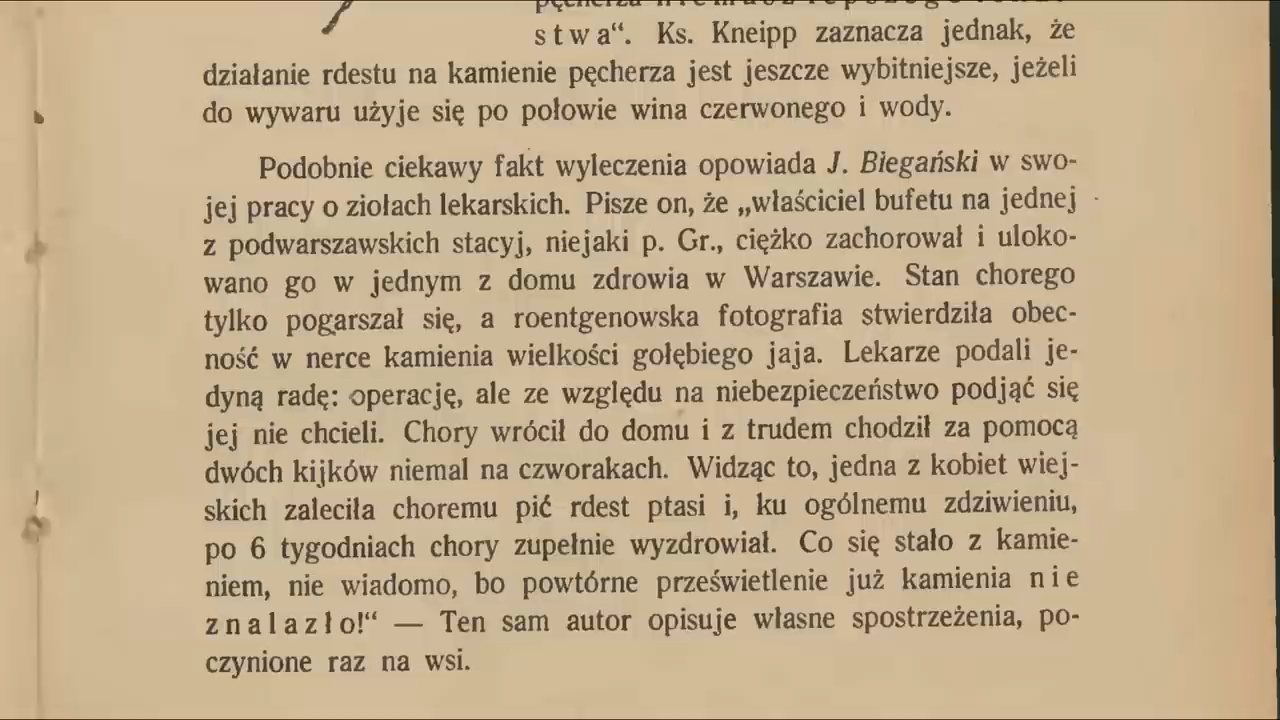 stwa“. Ks. Kneipp zaznacza jednak, że
działanie rdestu na kamienie pęcherza jest jeszcze wybitniejsze, jeżeli
do wywaru użyje się po połowie wina czerwonego i wody.
Podobnie ciekawy fakt wyleczenia opowiada J. Biegański w swo-
jej pracy o ziołach lekarskich. Pisze on, że „właściciel bufetu na jednej
z podwarszawskich stacyj, niejaki p. Gr., ciężko zachorował i uloko-
wano go w jednym z domu zdrowia w Warszawie. Stan chorego
tylko pogarszał się, a roentgenowska fotografia stwierdziła obec-
ność w nerce kamienia wielkości gołębiego jaja. Lekarze podali je-
dyną radę: operację, ale ze względu na niebezpieczeństwo podjąć się
jej nie chcieli. Chory wrócił do domu i z trudem chodził za pomocą
dwóch kijków niemal na czworakach. Widząc to, jedna z kobiet wiej-
skich zaleciła choremu pić rdest ptasi i, ku ogólnemu zdziwieniu,
po 6 tygodniach chory zupełnie wyzdrowiał. Co się stało z kamie-
niem, nie wiadomo, bo powtórne prześwietlenie już kamienia nie
znalazło!“ — Ten sam autor opisuje własne spostrzeżenia, po-
czynione raz na wsi.